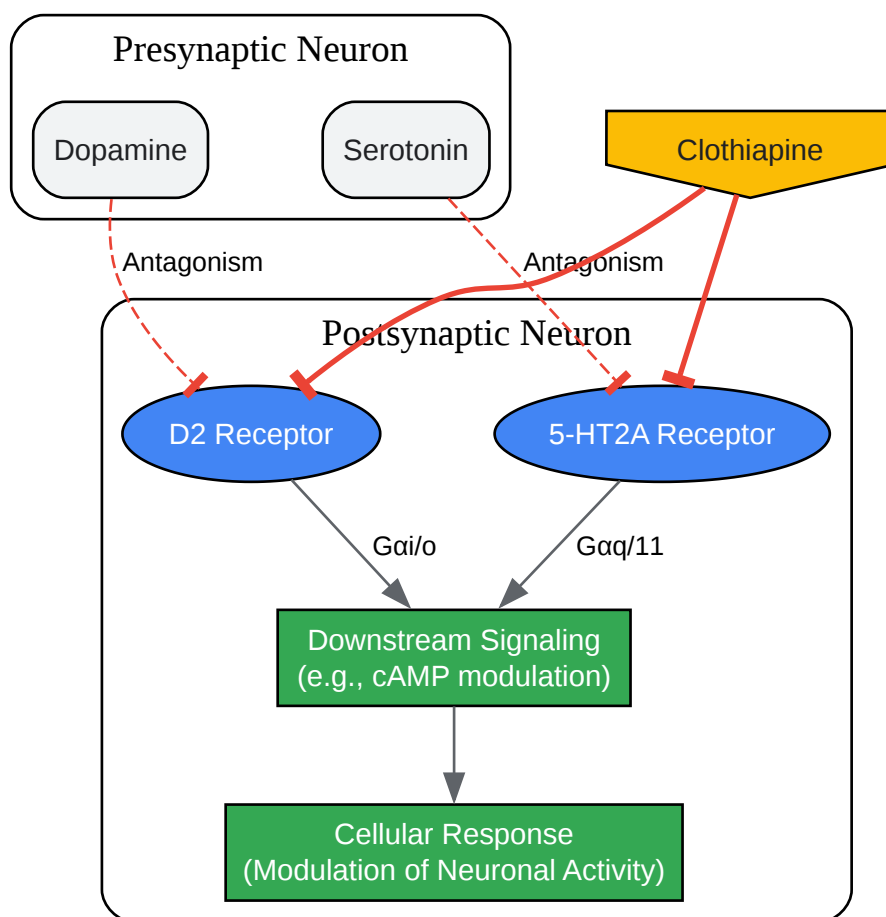 Presynaptic Neuron
Dopamine
Serotonin
Clothiapine
Antagonism
Antagonism
Postsynaptic Neuron
D2 Receptor
5-HT2A Receptor
Gαi/o
Gαq/11
Downstream Signaling
(e.g., cAMP modulation)
Cellular Response
(Modulation of Neuronal Activity)